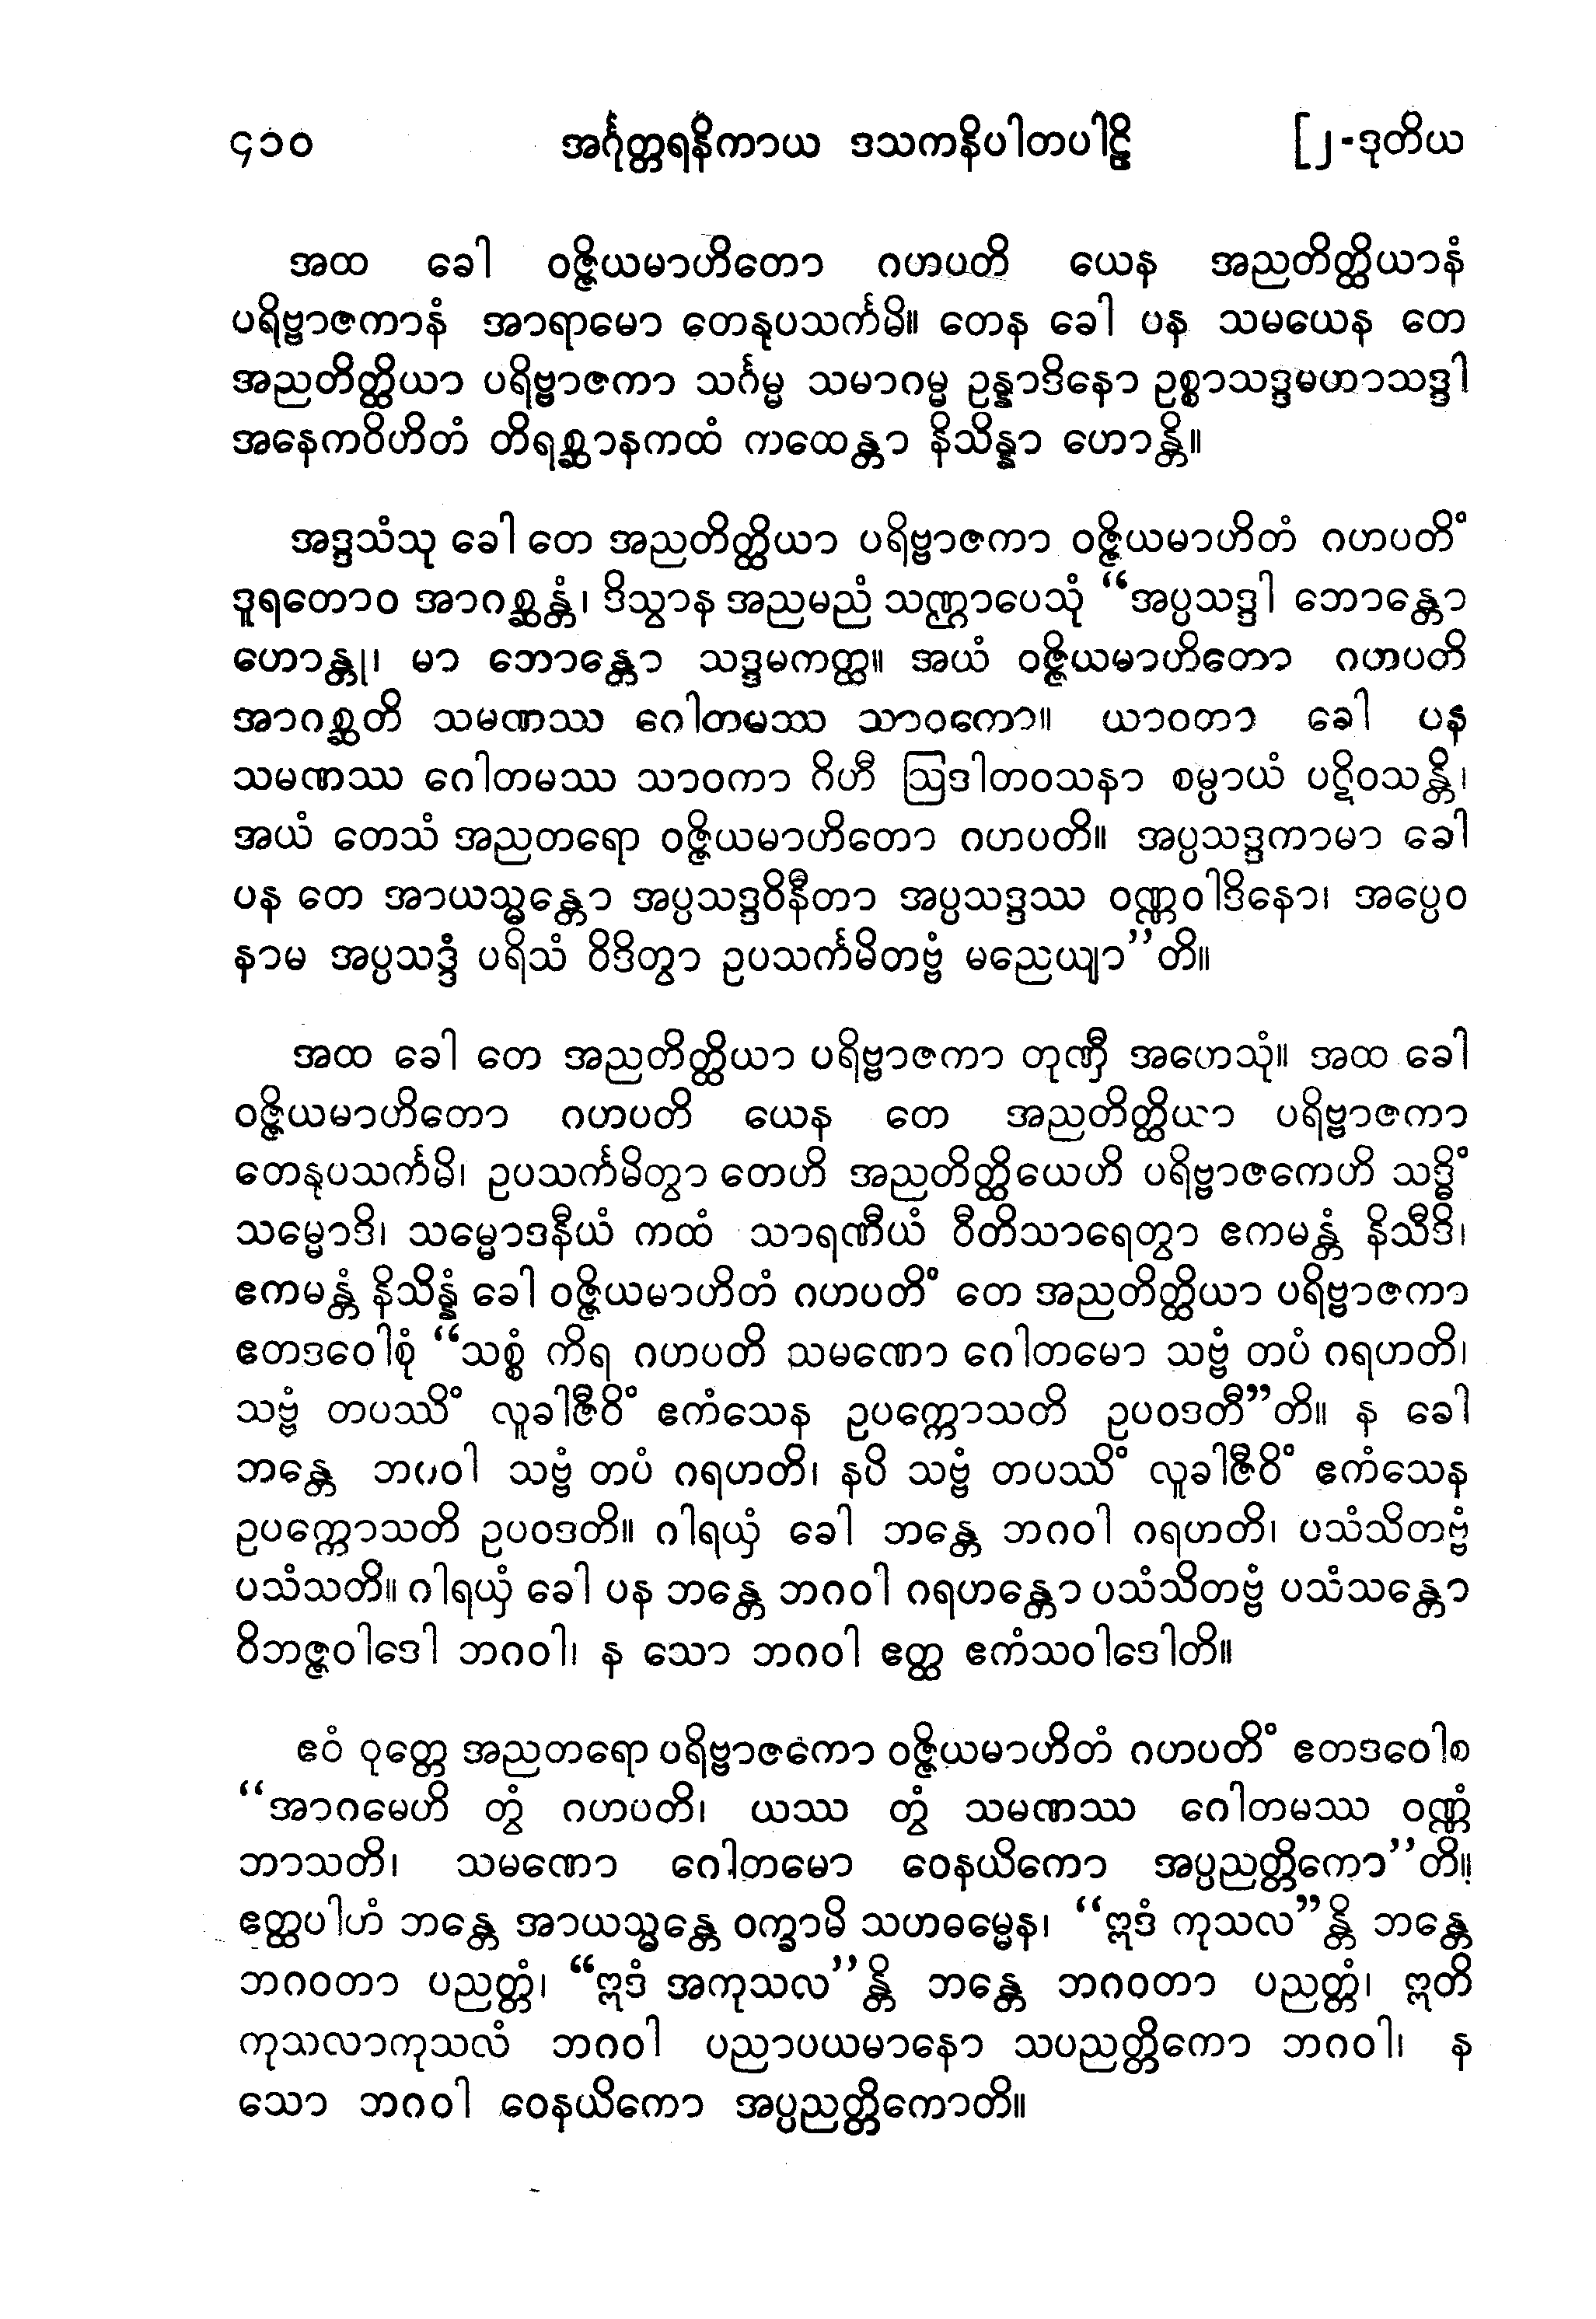 ၄၁၀ အင်္ဂုတ္တရနိကာယ ဒသကနိပါတပါဠိ [၂-ဒုတိယ
အထ ခေါ ဝဇ္ဇိယမာဟိတော ဂဟပတိ ယေန အညတိတ္ထိယာနံ
ပရိဗ္ဗာဇကာနံ အာရာမော တေနုပသင်္ကမိ။ တေန ခေါ ပန သမယေန တေ
အညတိတ္ထိယာ ပရိဗ္ဗာဇကာ သင်္ဂမ္မ သမာဂမ္မ ဥန္နာဒိနော ဥစ္စာသဒ္ဒမဟာသဒ္ဒါ
အနေကဝိဟိတံ တိရစ္ဆာနကထံ ကထေန္တာ နိသိန္နာ ဟောန္တိ။
အဒ္ဒသံသု ခေါ တေ အညတိတ္ထိယာ ပရိဗ္ဗာဇကာ ဝဇ္ဇိယမာဟိတံ ဂဟပတိံ
ဒူရတောဝ အာဂစ္ဆန္တံ၊ ဒိသွာန အညမညံ သဏ္ဌာပေသုံ “အပ္ပသဒ္ဒါ ဘောန္တော
ဟောန္တု၊ မာ ဘောန္တော သဒ္ဒမကတ္ထ။ အယံ ဝဇ္ဇိယမာဟိတော ဂဟပတိ
အာဂစ္ဆတိ သမဏဿ ဂေါတမဿ သာဝကော။ ယာဝတာ ခေါ ပန
သမဏဿ ဂေါတမဿ သာဝကာ ဂိဟီ ဩဒါတဝသနာ စမ္ပာယံ ပဋိဝသန္တိ၊
အယံ တေသံ အညတရော ဝဇ္ဇိယမာဟိတော ဂဟပတိ။ အပ္ပသဒ္ဒကာမာ ခေါ
ပန တေ အာယသ္မန္တော အပ္ပသဒ္ဒဝိနီတာ အပ္ပသဒ္ဒဿ ဝဏ္ဏဝါဒိနော၊ အပ္ပေဝ
နာမ အပ္ပသဒ္ဒံ ပရိသံ ဝိဒိတွာ ဥပသင်္ကမိတဗ္ဗံ မညေယျာ”တိ။
အထ ခေါ တေ အညတိတ္ထိယာ ပရိဗ္ဗာဇကာ တုဏှီ အဟေသုံ။ အထ ခေါ
ဝဇ္ဇိယမာဟိတော ဂဟပတိ ယေန တေ အညတိတ္ထိယာ ပရိဗ္ဗာဇကာ
တေနုပသင်္ကမိ၊ ဥပသင်္ကမိတွာ တေဟိ အညတိတ္ထိယေဟိ ပရိဗ္ဗာဇကေဟိ သဒ္ဓိံ
သမ္မောဒိ၊ သမ္မောဒနီယံ ကထံ သာရဏီယံ ဝီတိသာရေတွာ ဧကမန္တံ နိသီဒိ၊
ဧကမန္တံ နိသိန္နံ ခေါ ဝဇ္ဇိယမာဟိတံ ဂဟပတိံ တေ အညတိတ္ထိယာ ပရိဗ္ဗာဇကာ
ဧတဒဝေါစုံ “သစ္စံ ကိရ ဂဟပတိ သမဏော ဂေါတမော သဗ္ဗံ တပံ ဂရဟတိ၊
သဗ္ဗံ တပဿိံ လူခါဇီဝိံ ဧကံသေန ဥပက္ကောသတိ ဥပဝဒတီ”တိ။ န ခေါ
ဘန္တေ ဘဂဝါ သဗ္ဗံ တပံ ဂရဟတိ၊ နပိ သဗ္ဗံ တပဿိံ လူခါဇီဝိံ ဧကံသေန
ဥပက္ကောသတိ ဥပဝဒတိ။ ဂါရယှံ ခေါ ဘန္တေ ဘဂဝါ ဂရဟတိ၊ ပသံသိတဗ္ဗံ
ပသံသတိ။ ဂါရယှံ ခေါ ပန ဘန္တေ ဘဂဝါ ဂရဟန္တော ပသံသိတဗ္ဗံ ပသံသန္တော
ဝိဘဇ္ဇဝါဒေါ ဘဂဝါ၊ န သော ဘဂဝါ ဧတ္ထ ဧကံသဝါဒေါတိ။
ဧဝံ ဝုတ္တေ အညတရော ပရိဗ္ဗာဇကော ဝဇ္ဇိယမာဟိတံ ဂဟပတိံ ဧတဒဝေါစ
“အာဂမေဟိ တွံ ဂဟပတိ၊ ယဿ တွံ သမဏဿ ဂေါတမဿ ဝဏ္ဏံ
ဘာသတိ၊ သမဏော ဂေါတမော ဝေနယိကော အပ္ပညတ္တိကော”တိ။
ဧတ္ထပါဟံ ဘန္တေ အာယသ္မန္တေ ဝက္ခာမိ သဟဓမ္မေန၊ “ဣဒံ ကုသလ”န္တိ ဘန္တေ
ဘဂဝတာ ပညတ္တံ၊ “ဣဒံ အကုသလ”န္တိ ဘန္တေ ဘဂဝတာ ပညတ္တံ၊ ဣတိ
ကုသလာကုသလံ ဘဂဝါ ပညာပယမာနော သပညတ္တိကော ဘဂဝါ၊ န
သော ဘဂဝါ ဝေနယိကော အပ္ပညတ္တိကောတိ။